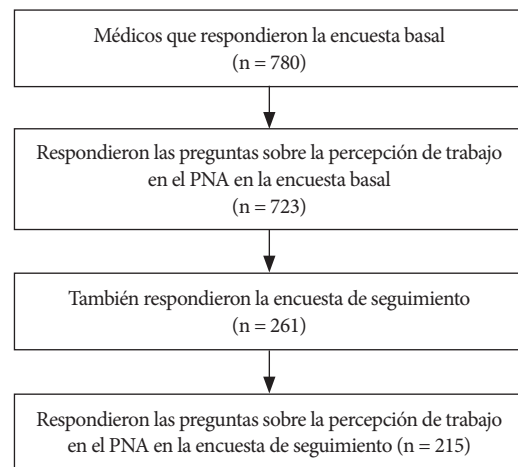 Médicos que respondieron la encuesta basal
(n = 780)
Respondieron las preguntas sobre la percepción de trabajo
en el PNA en la encuesta basal
(n = 723)
También respondieron la encuesta de seguimiento
(n = 261)
Respondieron las preguntas sobre la percepción de trabajo
en el PNA en la encuesta de seguimiento (n = 215)